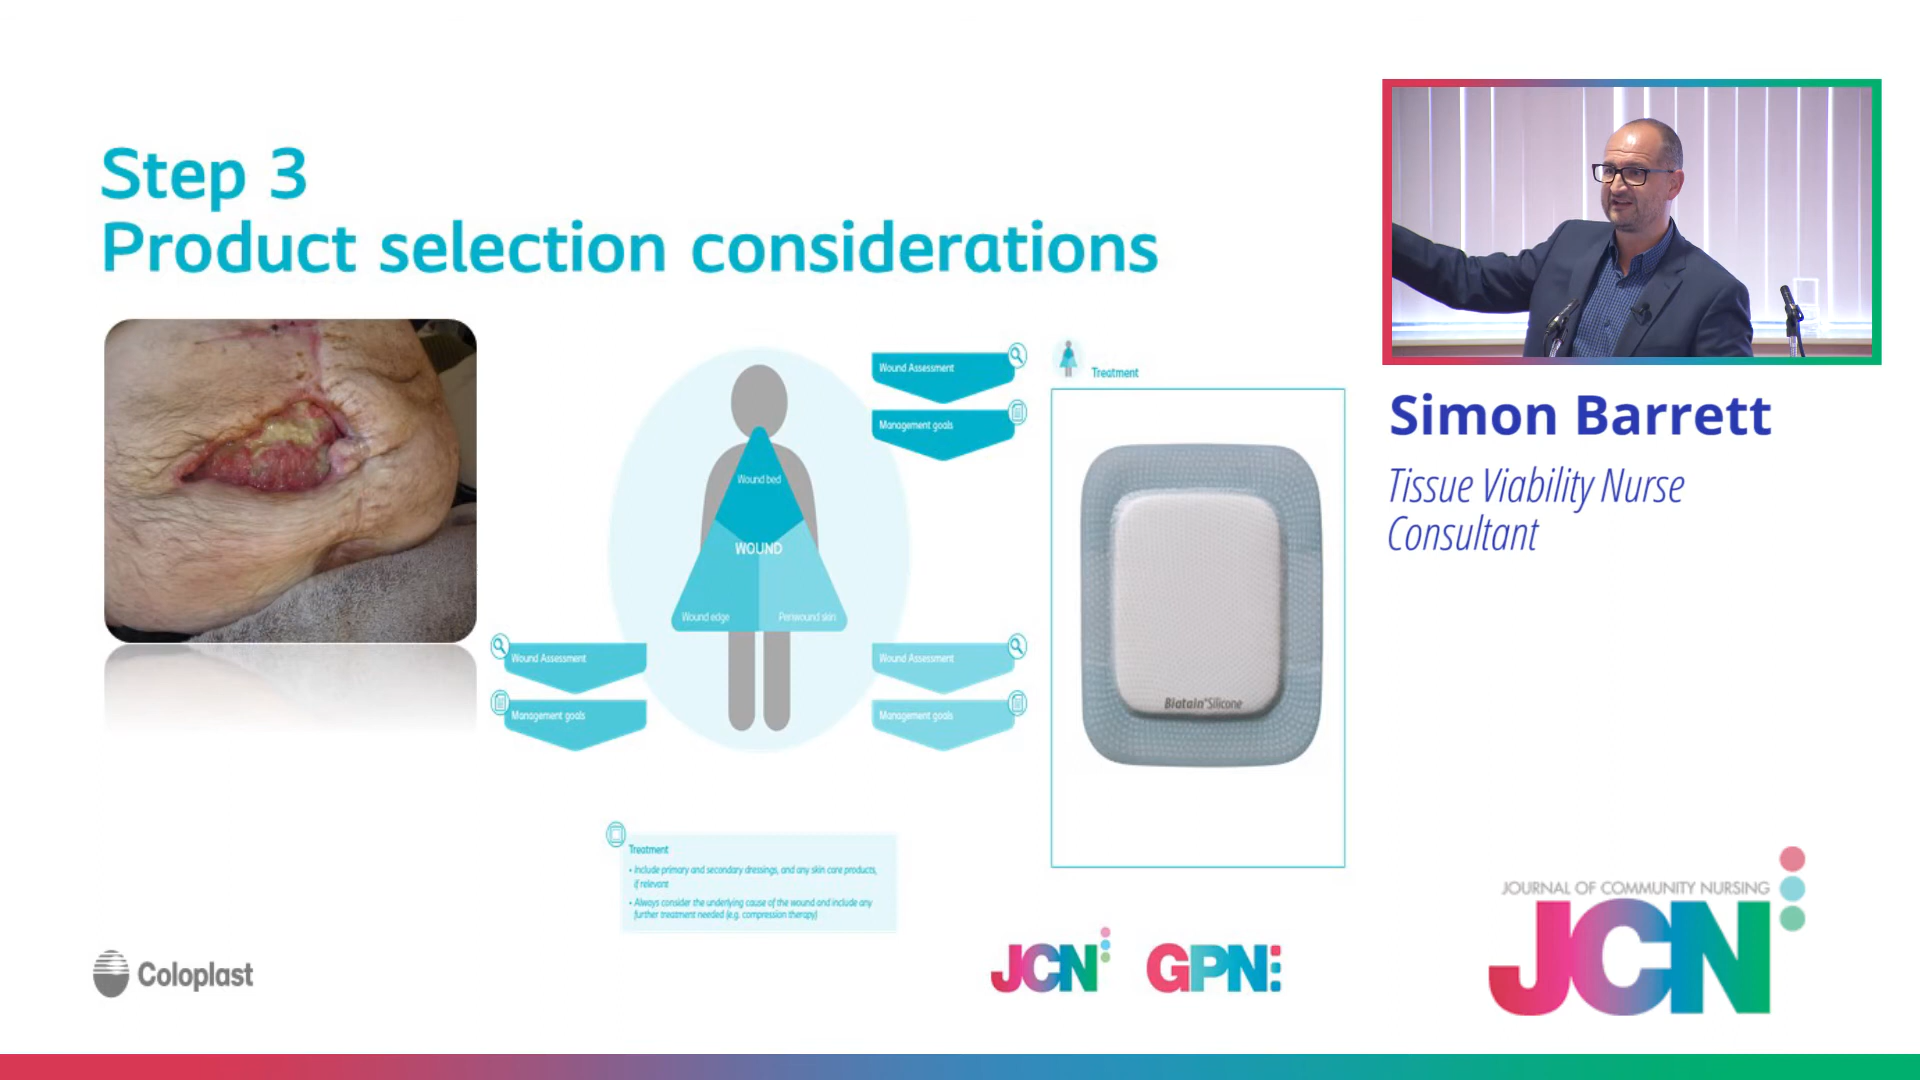 Step 3
Product selection considerations
Wound Assessment
Management goals
Treatment
Wound bed
WOUND
Wound edge
Periwound skin
Wound Assessment
Management goals
Wound Assessment
Management goals
Biatain®Silicone
Treatment
• Include primary and secondary dressings, and any skin care products,
if relevant
• Always consider the underlying cause of the wound and include any
further treatment needed (e.g. compression therapy)
Coloplast
JCN
GPN
Simon Barrett
Tissue Viability Nurse
Consultant
JOURNAL OF COMMUNITY NURSING
JCN